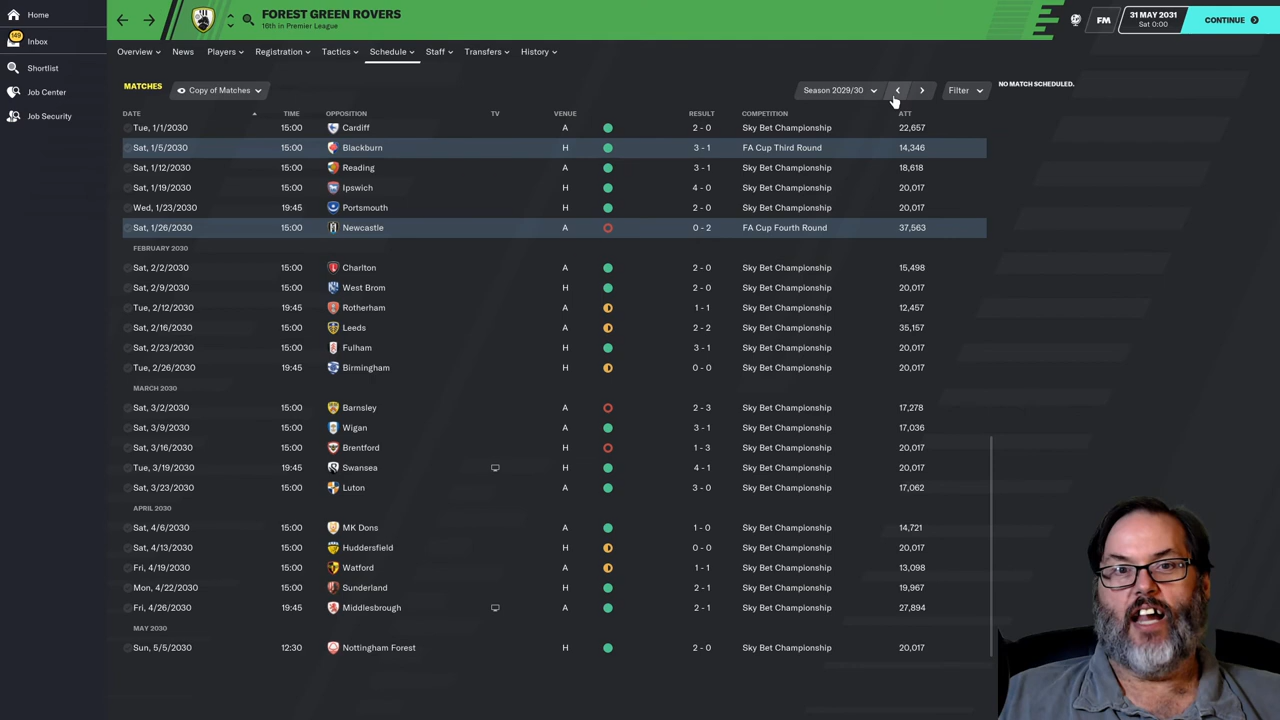 Home
149
Inbox
Shortlist
Job Center
Job Security
FOREST GREEN ROVERS
16th in Premier League
FM
31 MAY 2031
Sat 0:00
CONTINUE
Overview News Players Registration Tactics Schedule Staff Transfers History
MATCHES Copy of Matches Season 2029/30 Filter NO MATCH SCHEDULED.
DATE TIME OPPOSITION TV VENUE RESULT COMPETITION ATT
Tue, 1/1/2030 15:00 Cardiff A 2 - 0 Sky Bet Championship 22,657
Sat, 1/5/2030 15:00 Blackburn H 3 - 1 FA Cup Third Round 14,346
Sat, 1/12/2030 15:00 Reading A 3 - 1 Sky Bet Championship 18,618
Sat, 1/19/2030 15:00 Ipswich H 4 - 0 Sky Bet Championship 20,017
Wed, 1/23/2030 19:45 Portsmouth H 2 - 0 Sky Bet Championship 20,017
Sat, 1/26/2030 15:00 Newcastle A 0 - 2 FA Cup Fourth Round 37,563
FEBRUARY 2030
Sat, 2/2/2030 15:00 Charlton A 2 - 0 Sky Bet Championship 15,498
Sat, 2/9/2030 15:00 West Brom H 2 - 0 Sky Bet Championship 20,017
Tue, 2/12/2030 19:45 Rotherham A 1 - 1 Sky Bet Championship 12,457
Sat, 2/16/2030 15:00 Leeds A 2 - 2 Sky Bet Championship 35,157
Sat, 2/23/2030 15:00 Fulham H 3 - 1 Sky Bet Championship 20,017
Tue, 2/26/2030 19:45 Birmingham H 0 - 0 Sky Bet Championship 20,017
MARCH 2030
Sat, 3/2/2030 15:00 Barnsley A 2 - 3 Sky Bet Championship 17,278
Sat, 3/9/2030 15:00 Wigan A 3 - 1 Sky Bet Championship 17,036
Sat, 3/16/2030 15:00 Brentford H 1 - 3 Sky Bet Championship 20,017
Tue, 3/19/2030 19:45 Swansea H 4 - 1 Sky Bet Championship 20,017
Sat, 3/23/2030 15:00 Luton A 3 - 0 Sky Bet Championship 17,062
APRIL 2030
Sat, 4/6/2030 15:00 MK Dons A 1 - 0 Sky Bet Championship 14,721
Sat, 4/13/2030 15:00 Huddersfield H 0 - 0 Sky Bet Championship 20,017
Fri, 4/19/2030 15:00 Watford A 1 - 1 Sky Bet Championship 13,098
Mon, 4/22/2030 15:00 Sunderland H 2 - 1 Sky Bet Championship 19,967
Fri, 4/26/2030 19:45 Middlesbrough A 2 - 1 Sky Bet Championship 27,894
MAY 2030
Sun, 5/5/2030 12:30 Nottingham Forest H 2 - 0 Sky Bet Championship 20,017